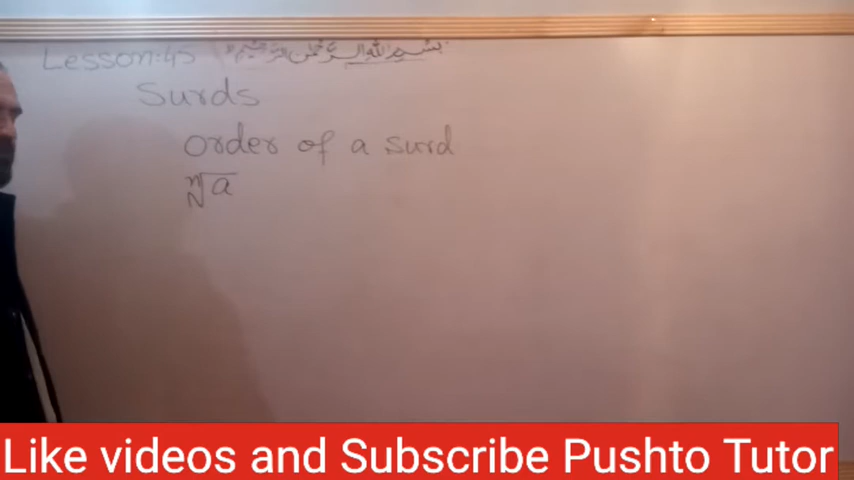 Lesson:45 بسم الله الرحمن الرحيم
Surds
order of a surd
ⁿ√a
Like videos and Subscribe Pushto Tutor